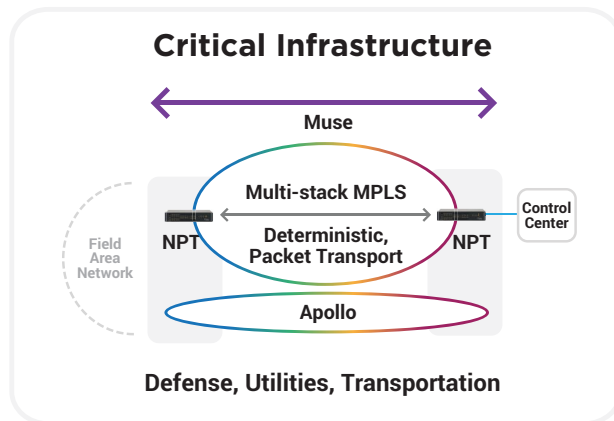 Critical Infrastructure
Muse
Multi-stack MPLS
NPT
NPT
Control
Center
Deterministic,
Packet Transport
Field
Area
Network
Apollo
Defense, Utilities, Transportation